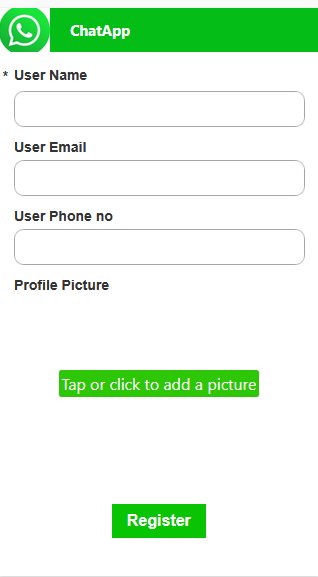 ChatApp
* User Name
User Email
User Phone no
Profile Picture
Tap or click to add a picture
Register